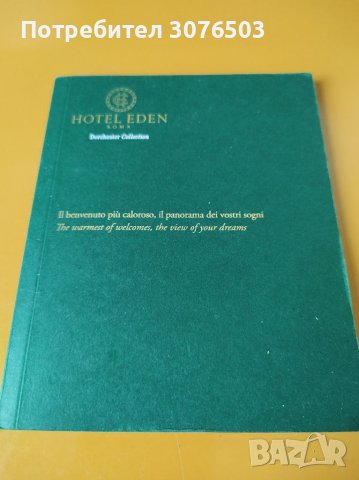 Потребител 3076503
HOTEL EDEN
ROMA
Dorchester Collection
Il benvenuto più caloroso, il panorama dei vostri sogni
The warmest of welcomes, the view of your dreams
BAZAR